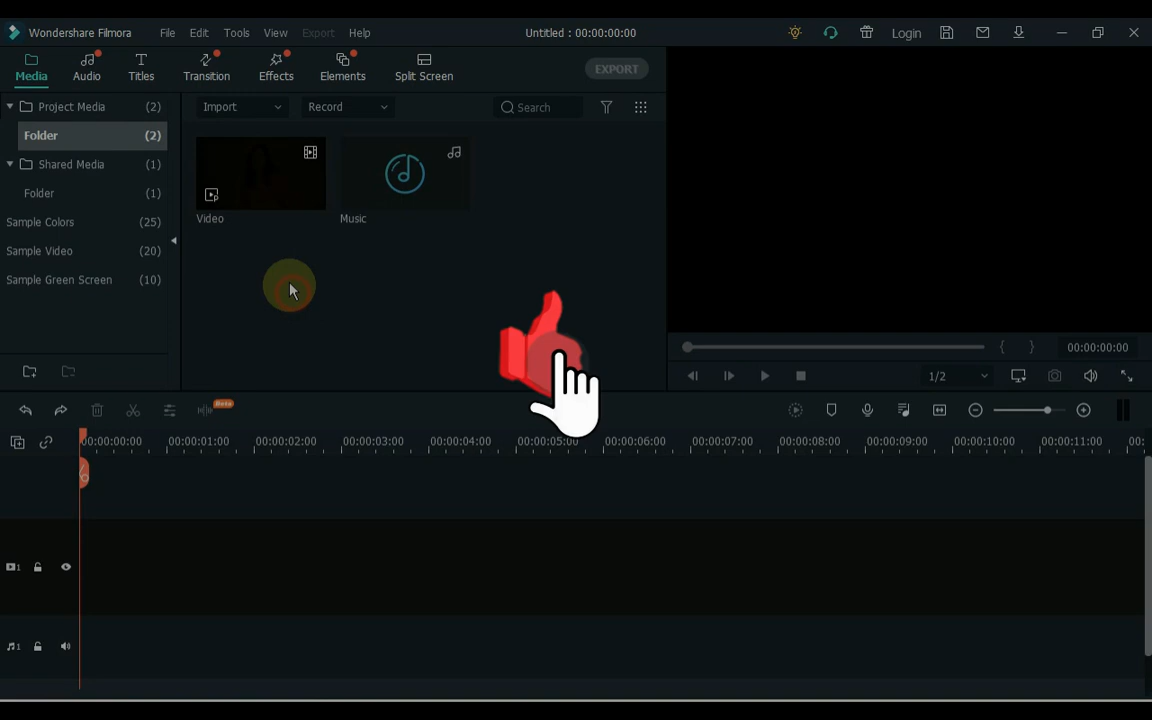 Wondershare Filmora File Edit Tools View Export Help Untitled : 00:00:00:00 Login
Media Audio Titles Transition Effects Elements Split Screen EXPORT
Project Media (2) Import Record Search
Folder (2)
Shared Media (1)
Folder (1)
Sample Colors (25)
Sample Video (20)
Sample Green Screen (10)
Video Music
00:00:00:00
1/2
Beta
00:00:00:00 00:00:01:00 00:00:02:00 00:00:03:00 00:00:04:00 00:00:05:00 00:00:06:00 00:00:07:00 00:00:08:00 00:00:09:00 00:00:10:00 00:00:11:00 00:
1
1